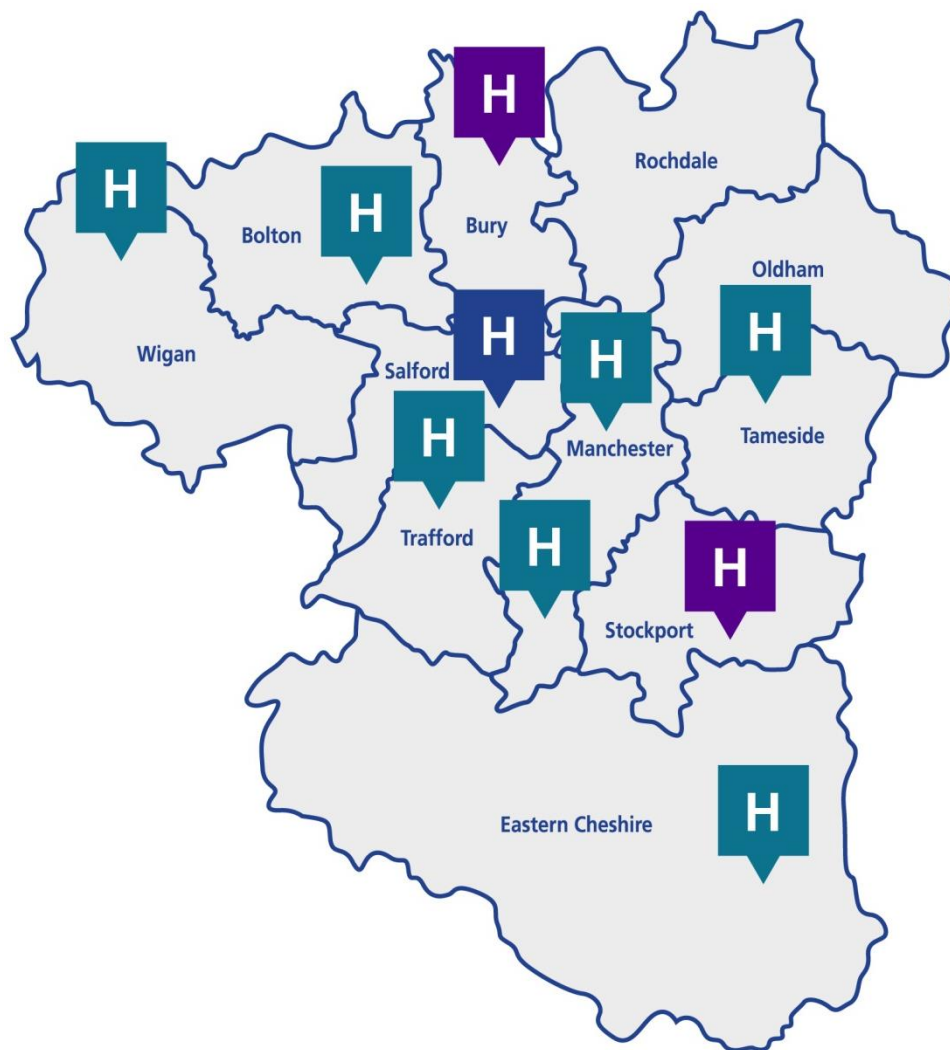 H
Rochdale
H
H
Bury
Bolton
Oldham
H
H
H
Wigan
Salford
H
Tameside
Manchester
Trafford
H
H
Stockport
H
Eastern Cheshire